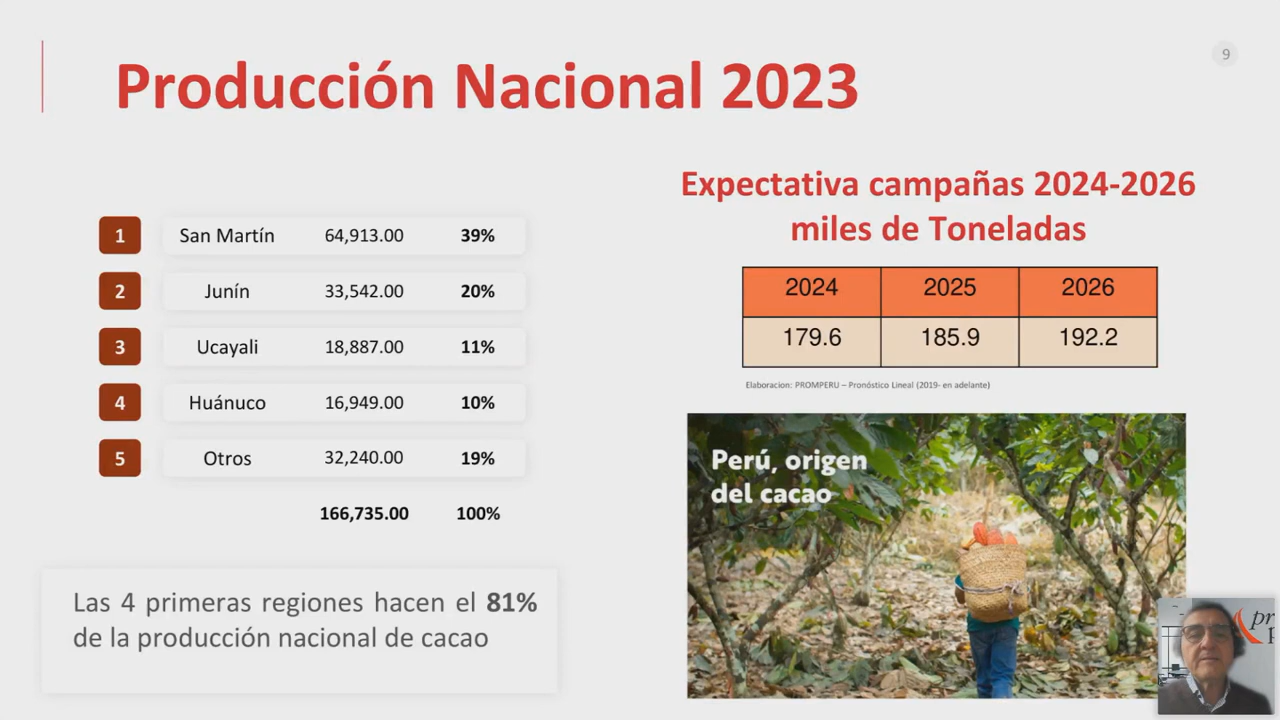 9
Producción Nacional 2023
1 San Martín 64,913.00 39%
2 Junín 33,542.00 20%
3 Ucayali 18,887.00 11%
4 Huánuco 16,949.00 10%
5 Otros 32,240.00 19%
166,735.00 100%
Las 4 primeras regiones hacen el 81%
de la producción nacional de cacao
Expectativa campañas 2024-2026
miles de Toneladas
2024 2025 2026
179.6 185.9 192.2
Elaboracion: PROMPERU – Pronóstico Lineal (2019- en adelante)
Perú, origen
del cacao